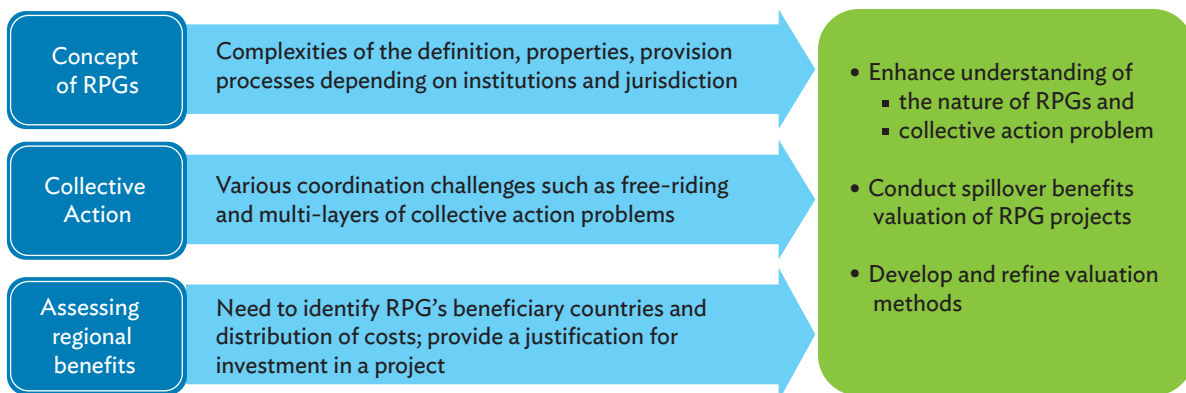 Concept
of RPGs
Complexities of the definition, properties, provision
processes depending on institutions and jurisdiction
Collective
Action
Various coordination challenges such as free-riding
and multi-layers of collective action problems
Assessing
regional
benefits
Need to identify RPG’s beneficiary countries and
distribution of costs; provide a justification for
investment in a project
• Enhance understanding of
▪ the nature of RPGs and
▪ collective action problem
• Conduct spillover benefits
valuation of RPG projects
• Develop and refine valuation
methods